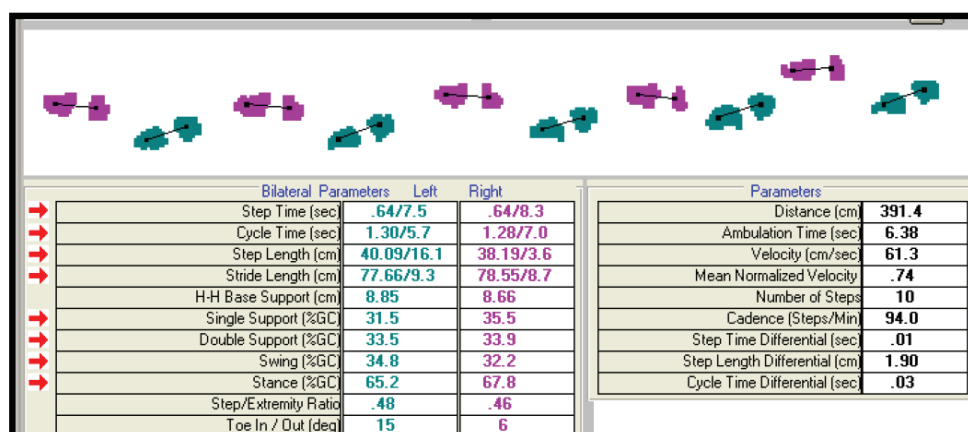 Bilateral Parameters Left Right
Step Time (sec) .64/7.5 .64/8.3
Cycle Time (sec) 1.30/5.7 1.28/7.0
Step Length (cm) 40.09/16.1 38.19/3.6
Stride Length (cm) 77.66/9.3 78.55/8.7
H-H Base Support (cm) 8.85 8.66
Single Support (%GC) 31.5 35.5
Double Support (%GC) 33.5 33.9
Swing (%GC) 34.8 32.2
Stance (%GC) 65.2 67.8
Step/Extremity Ratio .48 .46
Toe In / Out (deg) 15 6
Parameters
Distance (cm) 391.4
Ambulation Time (sec) 6.38
Velocity (cm/sec) 61.3
Mean Normalized Velocity .74
Number of Steps 10
Cadence (Steps/Min) 94.0
Step Time Differential (sec) .01
Step Length Differential (cm) 1.90
Cycle Time Differential (sec) .03